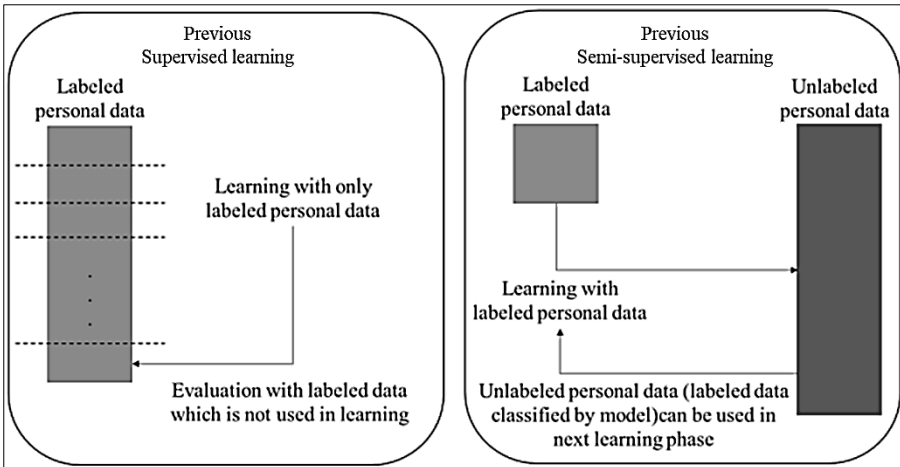 Previous
Supervised learning
Labeled
personal data
Learning with only
labeled personal data
Evaluation with labeled data
which is not used in learning
Previous
Semi-supervised learning
Labeled
personal data
Unlabeled
personal data
Learning with
labeled personal data
Unlabeled personal data (labeled data
classified by model)can be used in
next learning phase